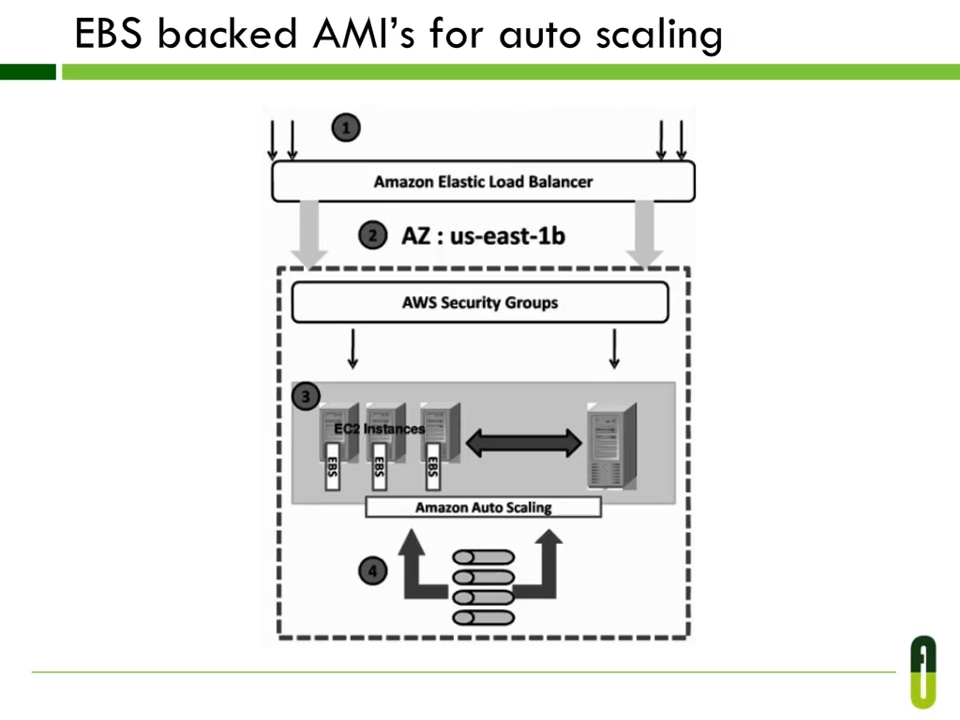 EBS backed AMI's for auto scaling
1
Amazon Elastic Load Balancer
2 AZ : us-east-1b
AWS Security Groups
3
EC2 Instances
EBS EBS EBS
Amazon Auto Scaling
4